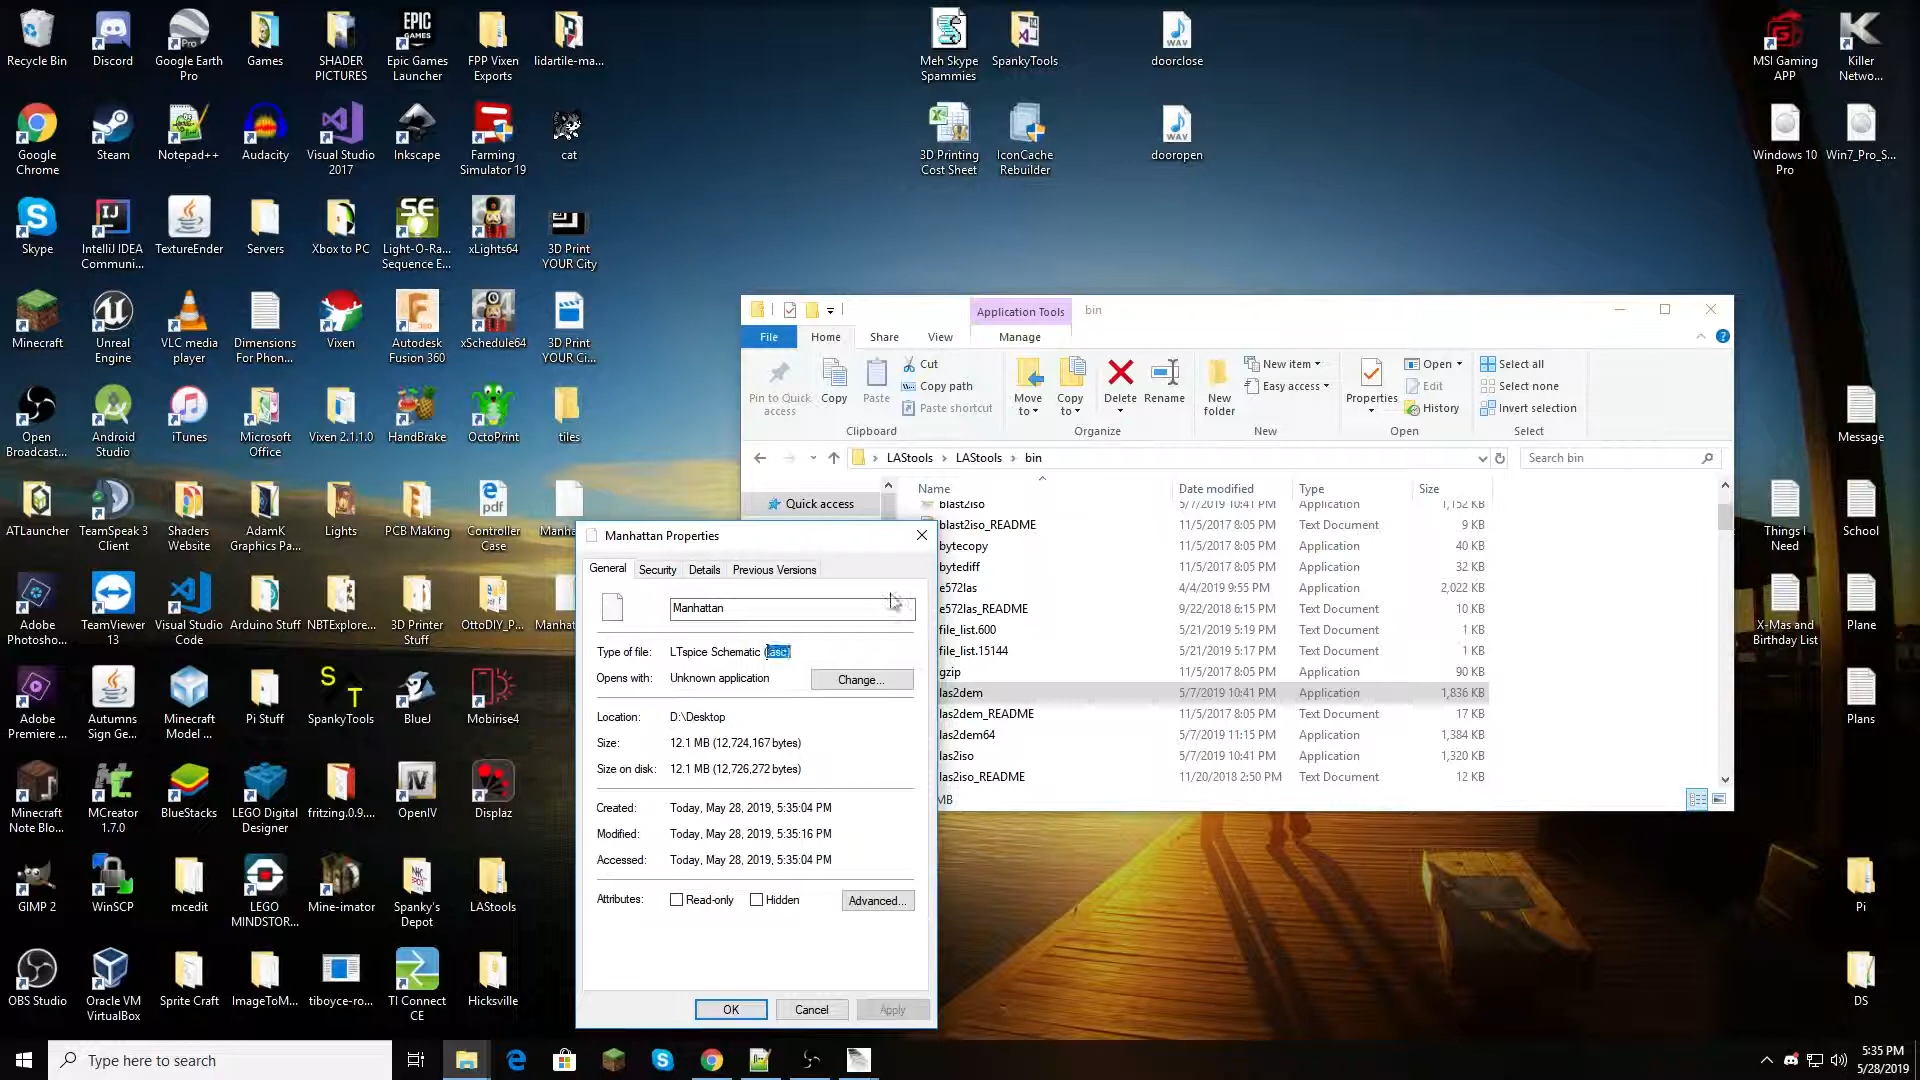 Recycle Bin
Discord
Google Earth
Pro
Games
SHADER
PICTURES
Epic Games
Launcher
FPP Vixen
Exports
lidartile-ma...
Meh Skype
Spammies
SpankyTools
doorclose
MSI Gaming
APP
Killer
Netwo...
Google
Chrome
Steam
Notepad++
Audacity
Visual Studio
2017
Inkscape
Farming
Simulator 19
cat
3D Printing
Cost Sheet
IconCache
Rebuilder
dooropen
Windows 10
Pro
Win7_Pro_S...
Skype
IntelliJ IDEA
Communi...
TextureEnder
Servers
Xbox to PC
Light-O-Ra...
Sequence E...
xLights64
3D Print
YOUR City
Minecraft
Unreal
Engine
VLC media
player
Dimensions
For Phon...
Vixen
Autodesk
Fusion 360
xSchedule64
3D Print
YOUR Ci...
Open
Broadcast...
Android
Studio
iTunes
Microsoft
Office
Vixen 2.1.1.0
HandBrake
OctoPrint
tiles
Message
ATLauncher
TeamSpeak 3
Client
Shaders
Website
AdamK
Graphics Pa...
Lights
PCB Making
Controller
Case
Manha
Things I
Need
School
Adobe
Photosho...
TeamViewer
13
Visual Studio
Code
Arduino Stuff
NBTExplore...
3D Printer
Stuff
OttoDIY_P...
Manhat
X-Mas and
Birthday List
Plane
Adobe
Premiere ...
Autumns
Sign Ge...
Minecraft
Model ...
Pi Stuff
SpankyTools
BlueJ
Mobirise4
Plans
Minecraft
Note Blo...
MCreator
1.7.0
BlueStacks
LEGO Digital
Designer
fritzing.0.9....
OpenIV
Displaz
GIMP 2
WinSCP
mcedit
LEGO
MINDSTOR...
Mine-imator
Spanky's
Depot
LAStools
Pi
OBS Studio
Oracle VM
VirtualBox
Sprite Craft
ImageToM...
tiboyce-ro...
TI Connect
CE
Hicksville
DS
Application Tools
bin
File
Home
Share
View
Manage
Pin to Quick
access
Copy
Paste
Cut
Copy path
Paste shortcut
Clipboard
Move
to
Copy
to
Delete
Rename
Organize
New
folder
New item
Easy access
New
Properties
Open
Edit
History
Open
Select all
Select none
Invert selection
Select
LAStools > LAStools > bin
Search bin
Quick access
Name Date modified Type Size
blast2iso 5/7/2019 10:41 PM Application 1,152 KB
blast2iso_README 11/5/2017 8:05 PM Text Document 9 KB
bytecopy 11/5/2017 8:05 PM Application 40 KB
bytediff 11/5/2017 8:05 PM Application 32 KB
e572las 4/4/2019 9:55 PM Application 2,022 KB
e572las_README 9/22/2018 6:15 PM Text Document 10 KB
file_list.600 5/21/2019 5:19 PM Text Document 1 KB
file_list.15144 5/21/2019 5:17 PM Text Document 1 KB
gzip 11/5/2017 8:05 PM Application 90 KB
las2dem 5/7/2019 10:41 PM Application 1,836 KB
las2dem_README 11/5/2017 8:05 PM Text Document 17 KB
las2dem64 5/7/2019 11:15 PM Application 1,384 KB
las2iso 5/7/2019 10:41 PM Application 1,320 KB
las2iso_README 11/20/2018 2:50 PM Text Document 12 KB
MB
Manhattan Properties
General Security Details Previous Versions
Manhattan
Type of file: LTspice Schematic (.asc)
Opens with: Unknown application
Change...
Location: D:\Desktop
Size: 12.1 MB (12,724,167 bytes)
Size on disk: 12.1 MB (12,726,272 bytes)
Created: Today, May 28, 2019, 5:35:04 PM
Modified: Today, May 28, 2019, 5:35:16 PM
Accessed: Today, May 28, 2019, 5:35:04 PM
Attributes: Read-only Hidden
Advanced...
OK Cancel Apply
Type here to search
5:35 PM
5/28/2019